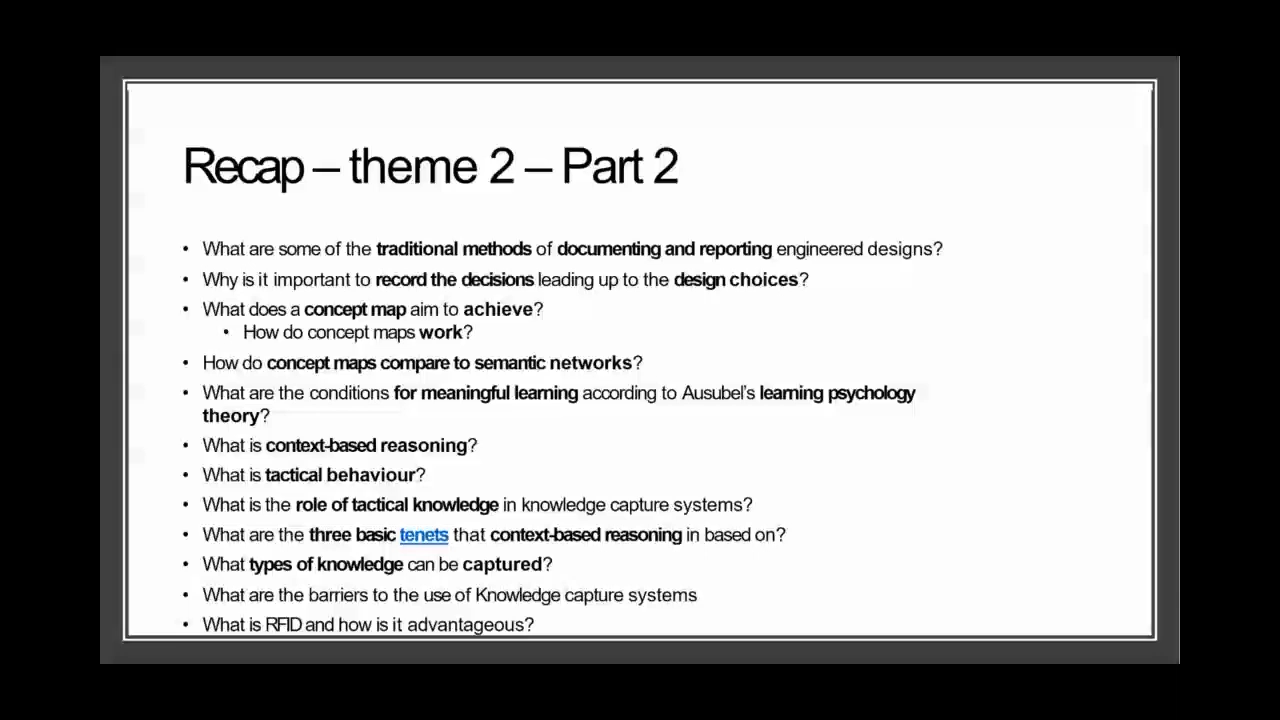 Recap – theme 2 – Part 2
• What are some of the traditional methods of documenting and reporting engineered designs?
• Why is it important to record the decisions leading up to the design choices?
• What does a concept map aim to achieve?
• How do concept maps work?
• How do concept maps compare to semantic networks?
• What are the conditions for meaningful learning according to Ausubel's learning psychology
theory?
• What is context-based reasoning?
• What is tactical behaviour?
• What is the role of tactical knowledge in knowledge capture systems?
• What are the three basic tenets that context-based reasoning in based on?
• What types of knowledge can be captured?
• What are the barriers to the use of Knowledge capture systems
• What is RFID and how is it advantageous?